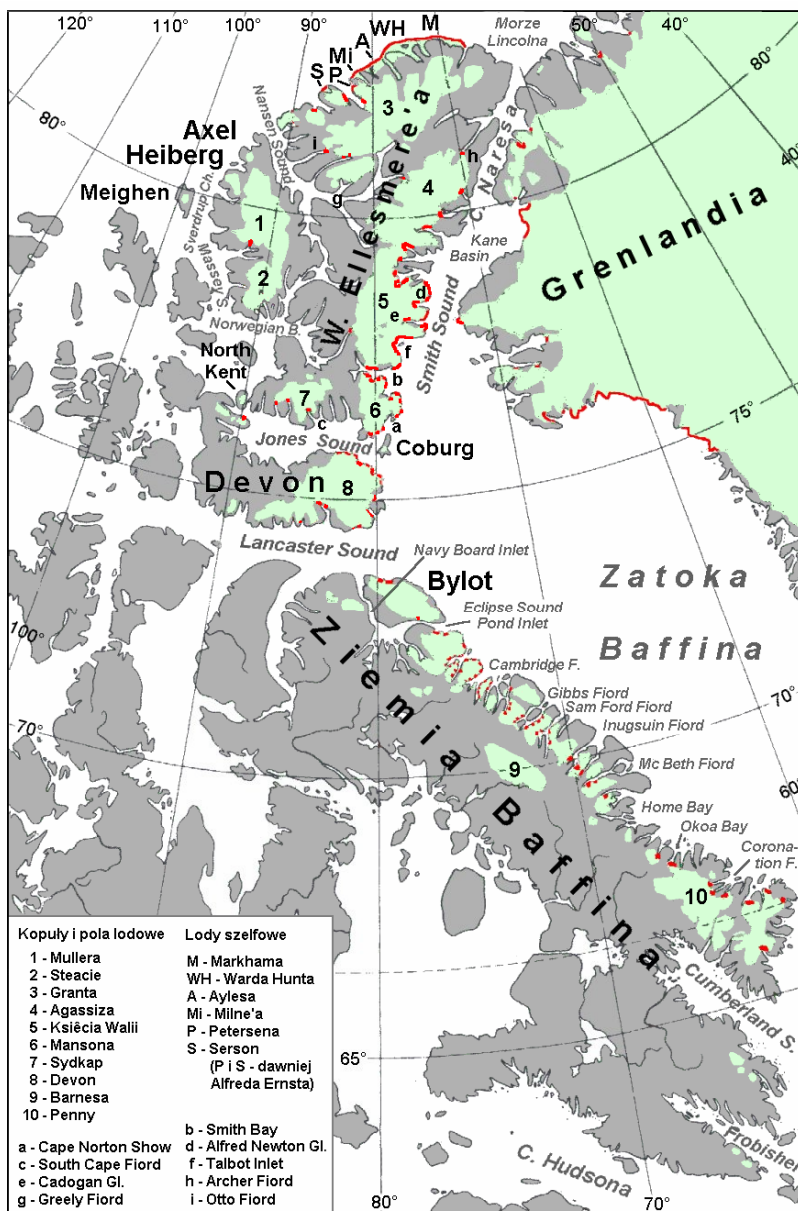 120°
110°
100°
90°
80°
70°
60°
50°
40°
M
WH
A
Mi
P
S
Morze
Lincolna
80°
80°
Nansen Sound
3
i
h
Axel
Heiberg
Meighen
Sverdrup Ch.
g
4
C. Naresa
40°
1
Massey S.
2
W. Ellesmere'a
Kane
Basin
Grenlandia
5
d
e
Norwegian B.
f
Smith Sound
North
Kent
b
7
6
75°
c
a
Jones Sound
Coburg
Devon
8
Lancaster Sound
Navy Board Inlet
Bylot
Zatoka
Baffina
Eclipse Sound
Pond Inlet
100°
Ziemia Baffina
Cambridge F.
Gibbs Fiord
Sam Ford Fiord
70°
Inugsuin Fiord
70°
9
Mc Beth Fiord
60°
Home Bay
Okoa Bay
Corona-
tion F.
10
Cumberland S.
65°
Frobisher
C. Hudsona
80°
70°
Kopuły i pola lodowe
1 - Mullera
2 - Steacie
3 - Granta
4 - Agassiza
5 - Ksiêcia Walii
6 - Mansona
7 - Sydkap
8 - Devon
9 - Barnesa
10 - Penny
Lody szelfowe
M - Markhama
WH - Warda Hunta
A - Aylesa
Mi - Milne'a
P - Petersena
S - Serson
(P i S - dawniej
Alfreda Ernsta)
a - Cape Norton Show
c - South Cape Fiord
e - Cadogan Gl.
g - Greely Fiord
b - Smith Bay
d - Alfred Newton Gl.
f - Talbot Inlet
h - Archer Fiord
i - Otto Fiord